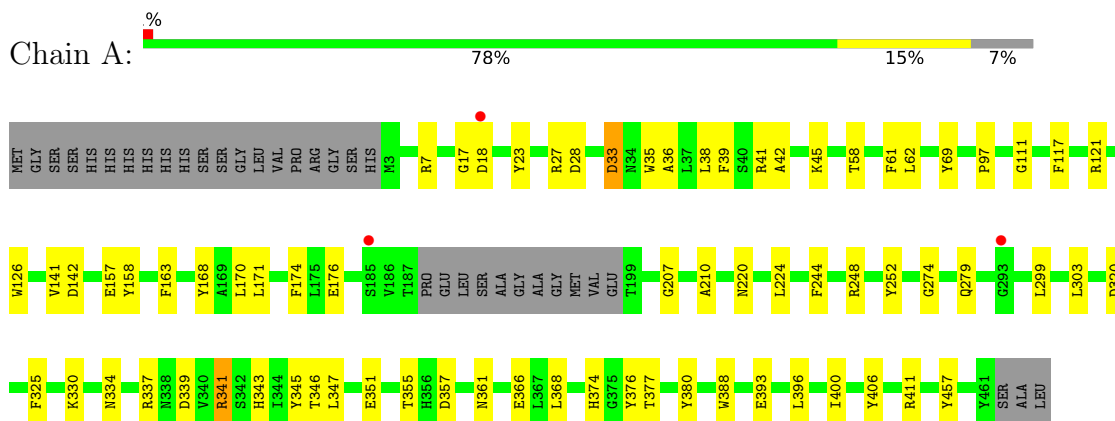 .%
Chain A:
78% 15% 7%
MET GLY SER SER HIS HIS HIS HIS HIS HIS SER SER GLY LEU VAL PRO ARG GLY SER HIS M3 R7 G17 D18 Y23 R27 D28 D33 N34 W35 A36 L37 L38 F39 S40 R41 A42 K45 T58 F61 L62 Y69 P97 G111 F117 R121
W126 V141 D142 E157 Y158 F163 Y168 A169 L170 L171 F174 L175 E176 S185 V186 T187 PRO GLU LEU SER ALA GLY ALA GLY MET VAL GLU T199 G207 A210 N220 L224 F244 R248 Y252 G274 Q279 G293 L299 L303
F325 K330 N334 R337 N338 D339 V340 R341 S342 H343 I344 Y345 T346 L347 E351 T355 H356 D357 N361 E366 L367 L368 H374 G375 Y376 T377 Y380 W388 E393 L396 I400 Y406 R411 Y457 Y461 SER ALA LEU